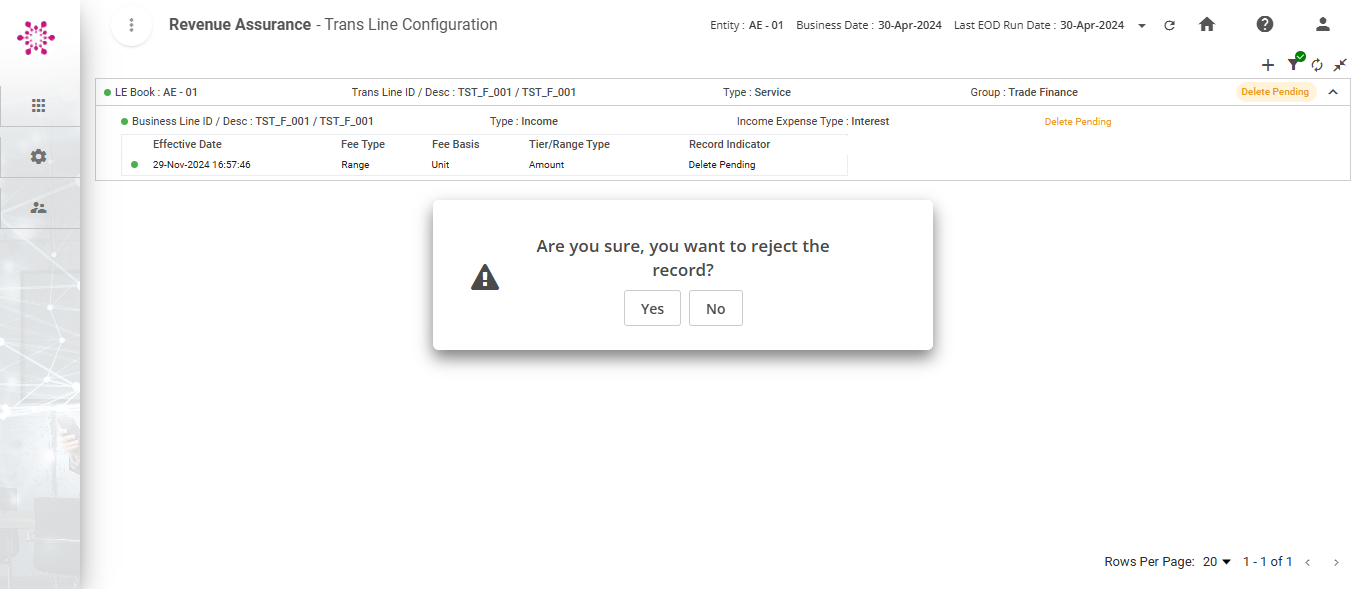 Revenue Assurance - Trans Line Configuration
Entity : AE - 01 Business Date : 30-Apr-2024 Last EOD Run Date : 30-Apr-2024
LE Book : AE - 01 Trans Line ID / Desc : TST_F_001 / TST_F_001 Type : Service Group : Trade Finance Delete Pending
Business Line ID / Desc : TST_F_001 / TST_F_001 Type : Income Income Expense Type : Interest Delete Pending
Effective Date Fee Type Fee Basis Tier/Range Type Record Indicator
29-Nov-2024 16:57:46 Range Unit Amount Delete Pending
Are you sure, you want to reject the
record?
Yes No
Rows Per Page: 20 1 - 1 of 1